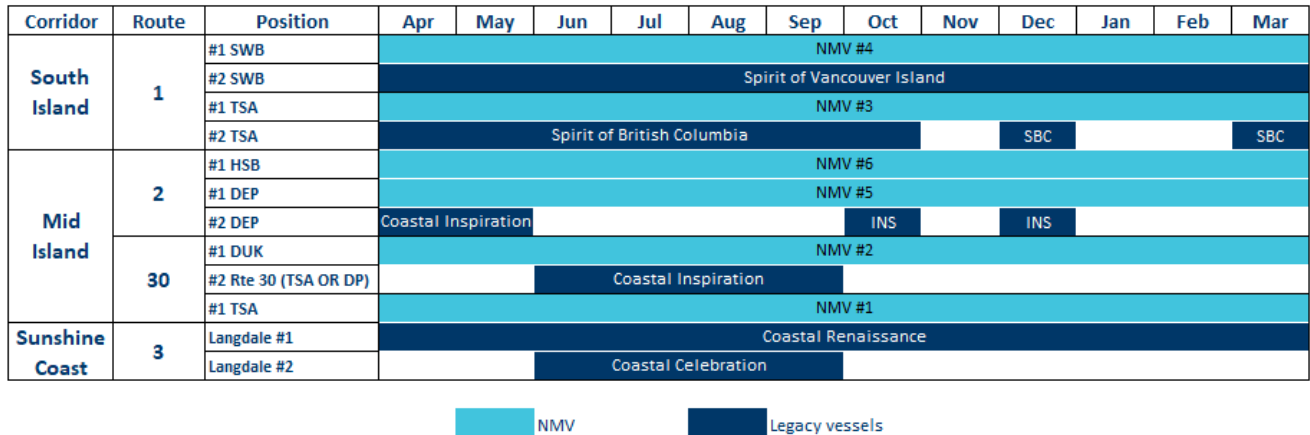 Corridor Route Position Apr May Jun Jul Aug Sep Oct Nov Dec Jan Feb Mar
South Island 1 #1 SWB NMV #4
#2 SWB Spirit of Vancouver Island
#1 TSA NMV #3
#2 TSA Spirit of British Columbia SBC SBC
Mid Island 2 #1 HSB NMV #6
#1 DEP NMV #5
#2 DEP Coastal Inspiration INS INS
30 #1 DUK NMV #2
#2 Rte 30 (TSA OR DP) Coastal Inspiration
#1 TSA NMV #1
Sunshine Coast 3 Langdale #1 Coastal Renaissance
Langdale #2 Coastal Celebration
NMV Legacy vessels